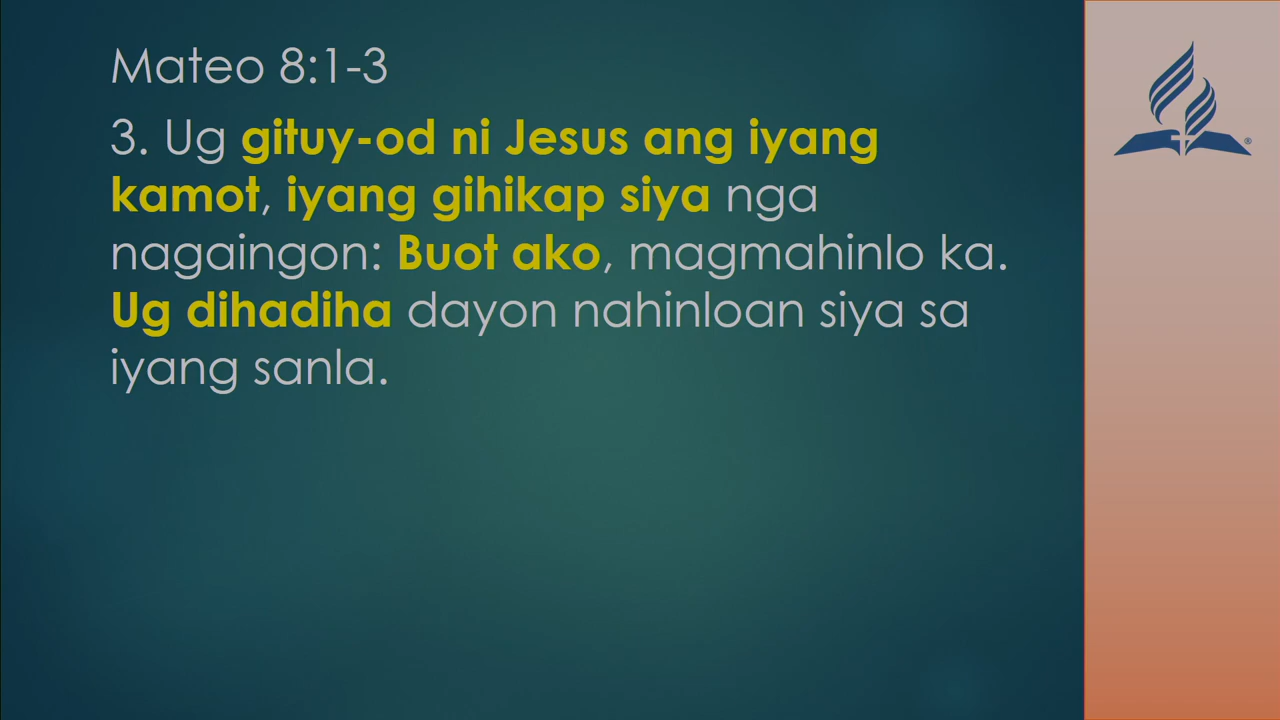 Mateo 8:1-3
3. Ug gituy-od ni Jesus ang iyang
kamot, iyang gihikap siya nga
nagaingon: Buot ako, magmahinlo ka.
Ug dihadiha dayon nahinloan siya sa
iyang sanla.
®